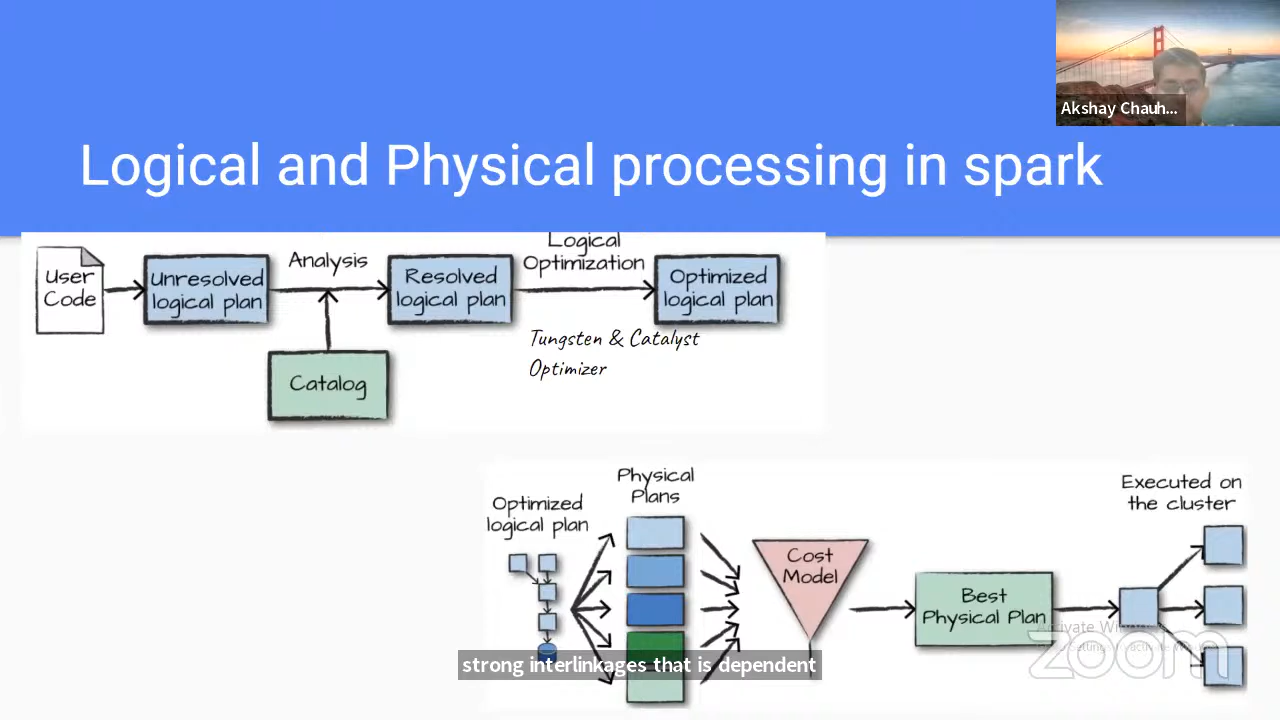 Akshay Chauh...
Logical and Physical processing in spark
User
Code
Unresolved
logical plan
Analysis
Catalog
Resolved
logical plan
Logical
Optimization
Optimized
logical plan
Tungsten & Catalyst
Optimizer
Optimized
logical plan
Physical
Plans
Cost
Model
Best
Physical Plan
Executed on
the cluster
Activate Windows
zoom
strong interlinkages that is dependent